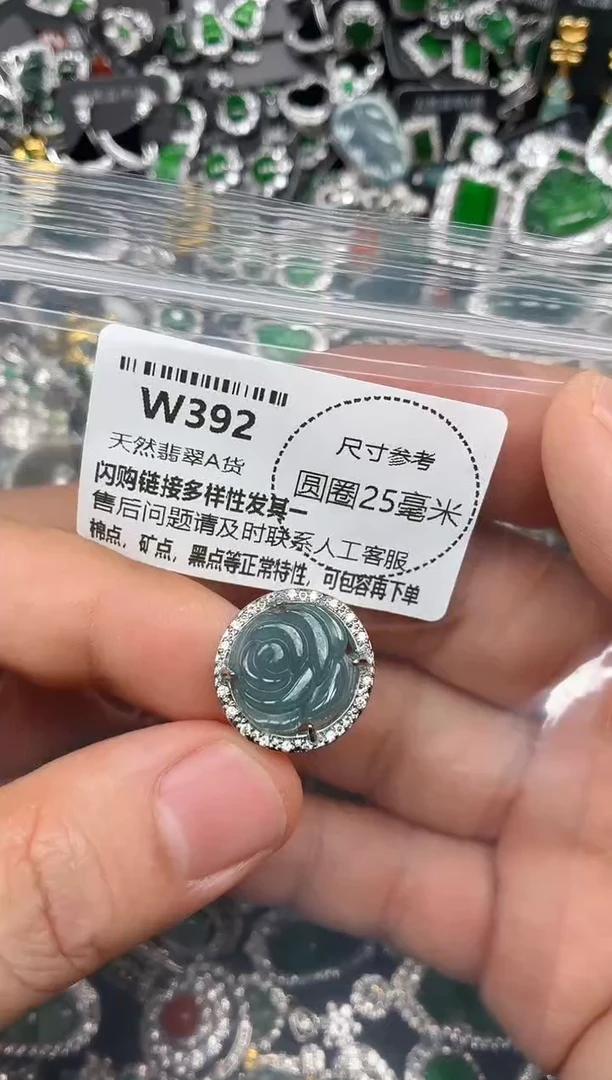 W392
天然翡翠A货
闪购链接多样性发其一
售后问题请及时联系人工客服
棉点，矿点，黑点等正常特性，可包容再下单
尺寸参考
圆圈25毫米